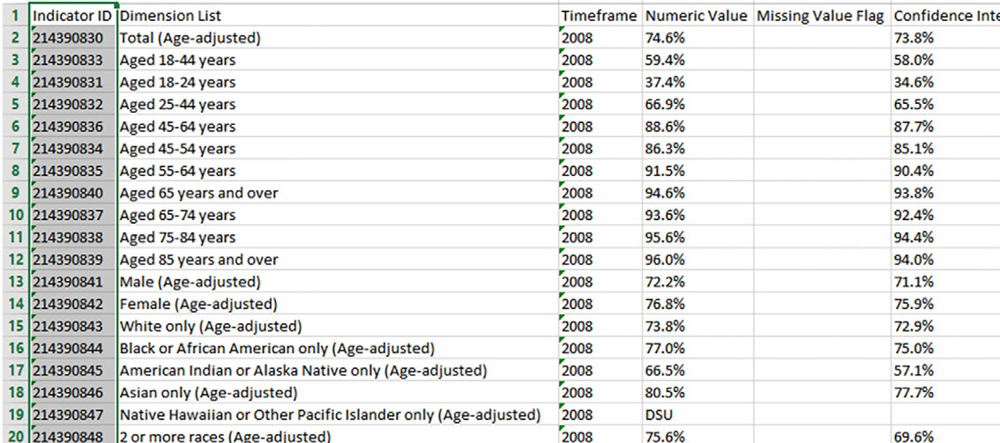 1 Indicator ID Dimension List Timeframe Numeric Value Missing Value Flag Confidence Inte
2 214390830 Total (Age-adjusted) 2008 74.6% 73.8%
3 214390833 Aged 18-44 years 2008 59.4% 58.0%
4 214390831 Aged 18-24 years 2008 37.4% 34.6%
5 214390832 Aged 25-44 years 2008 66.9% 65.5%
6 214390836 Aged 45-64 years 2008 88.6% 87.7%
7 214390834 Aged 45-54 years 2008 86.3% 85.1%
8 214390835 Aged 55-64 years 2008 91.5% 90.4%
9 214390840 Aged 65 years and over 2008 94.6% 93.8%
10 214390837 Aged 65-74 years 2008 93.6% 92.4%
11 214390838 Aged 75-84 years 2008 95.6% 94.4%
12 214390839 Aged 85 years and over 2008 96.0% 94.0%
13 214390841 Male (Age-adjusted) 2008 72.2% 71.1%
14 214390842 Female (Age-adjusted) 2008 76.8% 75.9%
15 214390843 White only (Age-adjusted) 2008 73.8% 72.9%
16 214390844 Black or African American only (Age-adjusted) 2008 77.0% 75.0%
17 214390845 American Indian or Alaska Native only (Age-adjusted) 2008 66.5% 57.1%
18 214390846 Asian only (Age-adjusted) 2008 80.5% 77.7%
19 214390847 Native Hawaiian or Other Pacific Islander only (Age-adjusted) 2008 DSU
20 214390848 2 or more races (Age-adjusted) 2008 75.6% 69.6%